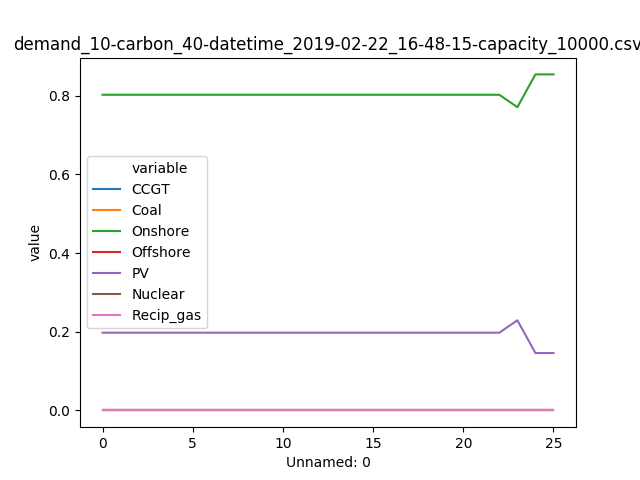 demand_10-carbon_40-datetime_2019-02-22_16-48-15-capacity_10000.csv
0.8
0.6
0.4
0.2
0.0
value
variable
CCGT
Coal
Onshore
Offshore
PV
Nuclear
Recip_gas
0 5 10 15 20 25
Unnamed: 0